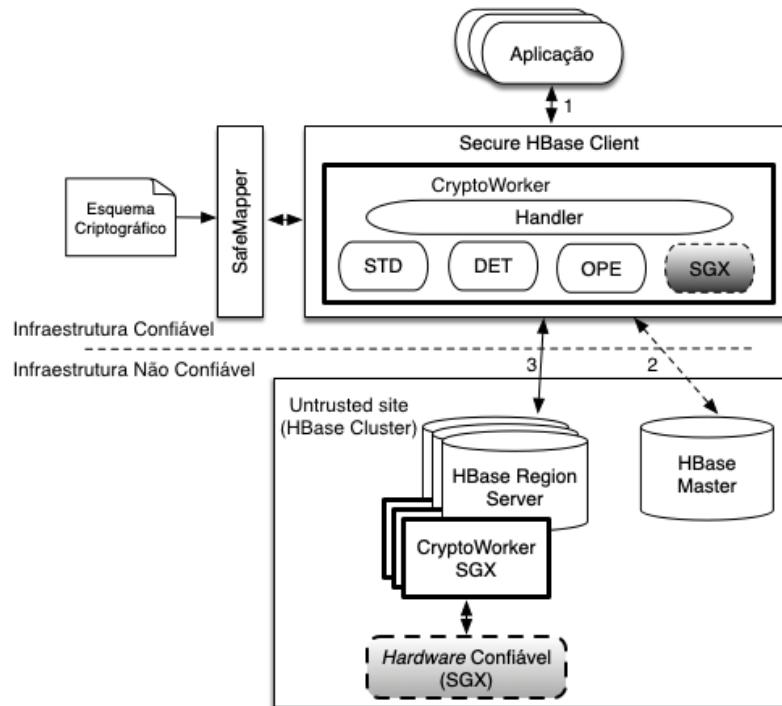 Aplicação
1
Secure HBase Client
CryptoWorker
Handler
STD
DET
OPE
SGX
SafeMapper
Esquema
Criptográfico
Infraestrutura Confiável
Infraestrutura Não Confiável
3
2
Untrusted site
(HBase Cluster)
HBase Region
Server
HBase
Master
CryptoWorker
SGX
Hardware Confiável
(SGX)